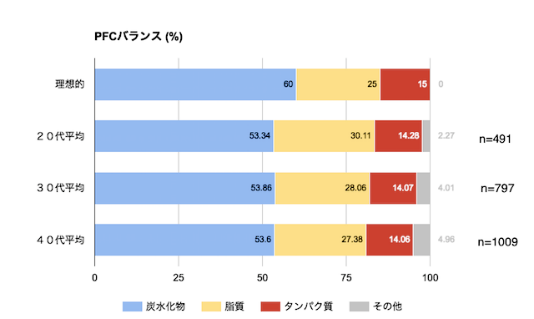 PFCバランス (%)
理想的 60 25 15 0
２０代平均 53.34 30.11 14.28 2.27 n=491
３０代平均 53.86 28.06 14.07 4.01 n=797
４０代平均 53.6 27.38 14.06 4.96 n=1009
0 25 50 75 100
炭水化物 脂質 タンパク質 その他